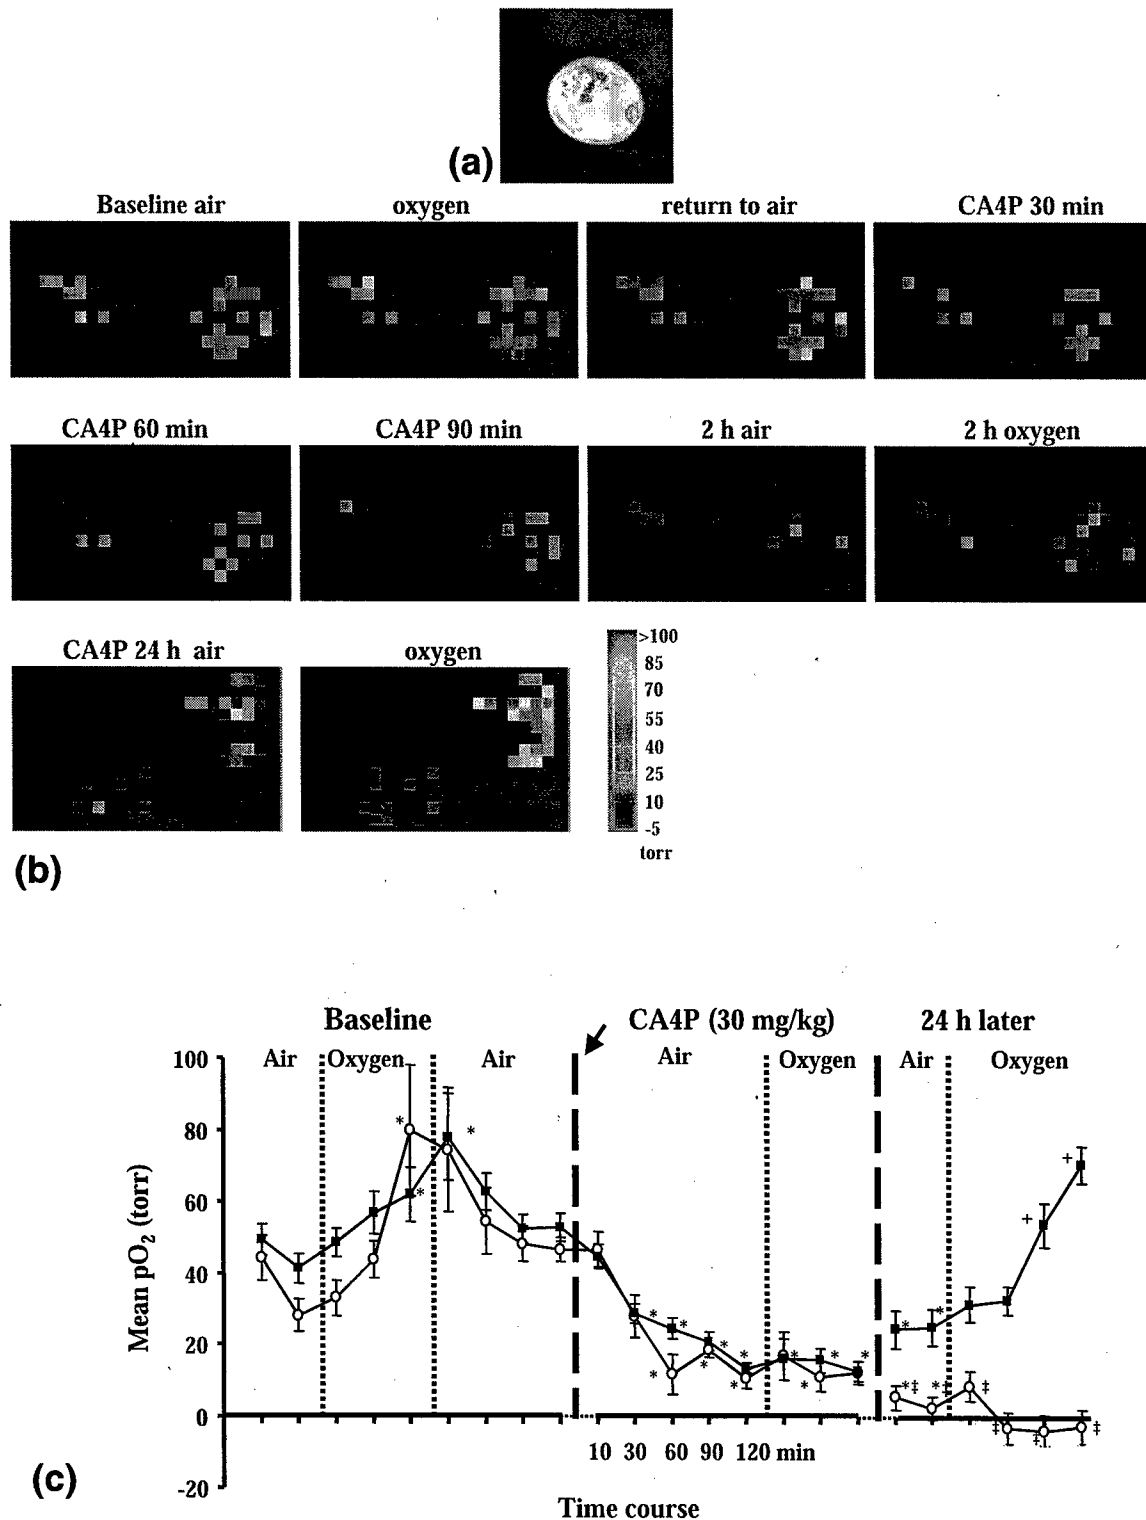 (a)
Baseline air oxygen return to air CA4P 30 min
CA4P 60 min CA4P 90 min 2 h air 2 h oxygen
CA4P 24 h air oxygen
>100
85
70
55
40
25
10
-5
torr
(b)
Baseline CA4P (30 mg/kg) 24 h later
Air Oxygen Air Air Oxygen Air Oxygen
100
80
60
40
20
0
-20
Mean pO2 (torr)
10 30 60 90 120 min
(c)
Time course